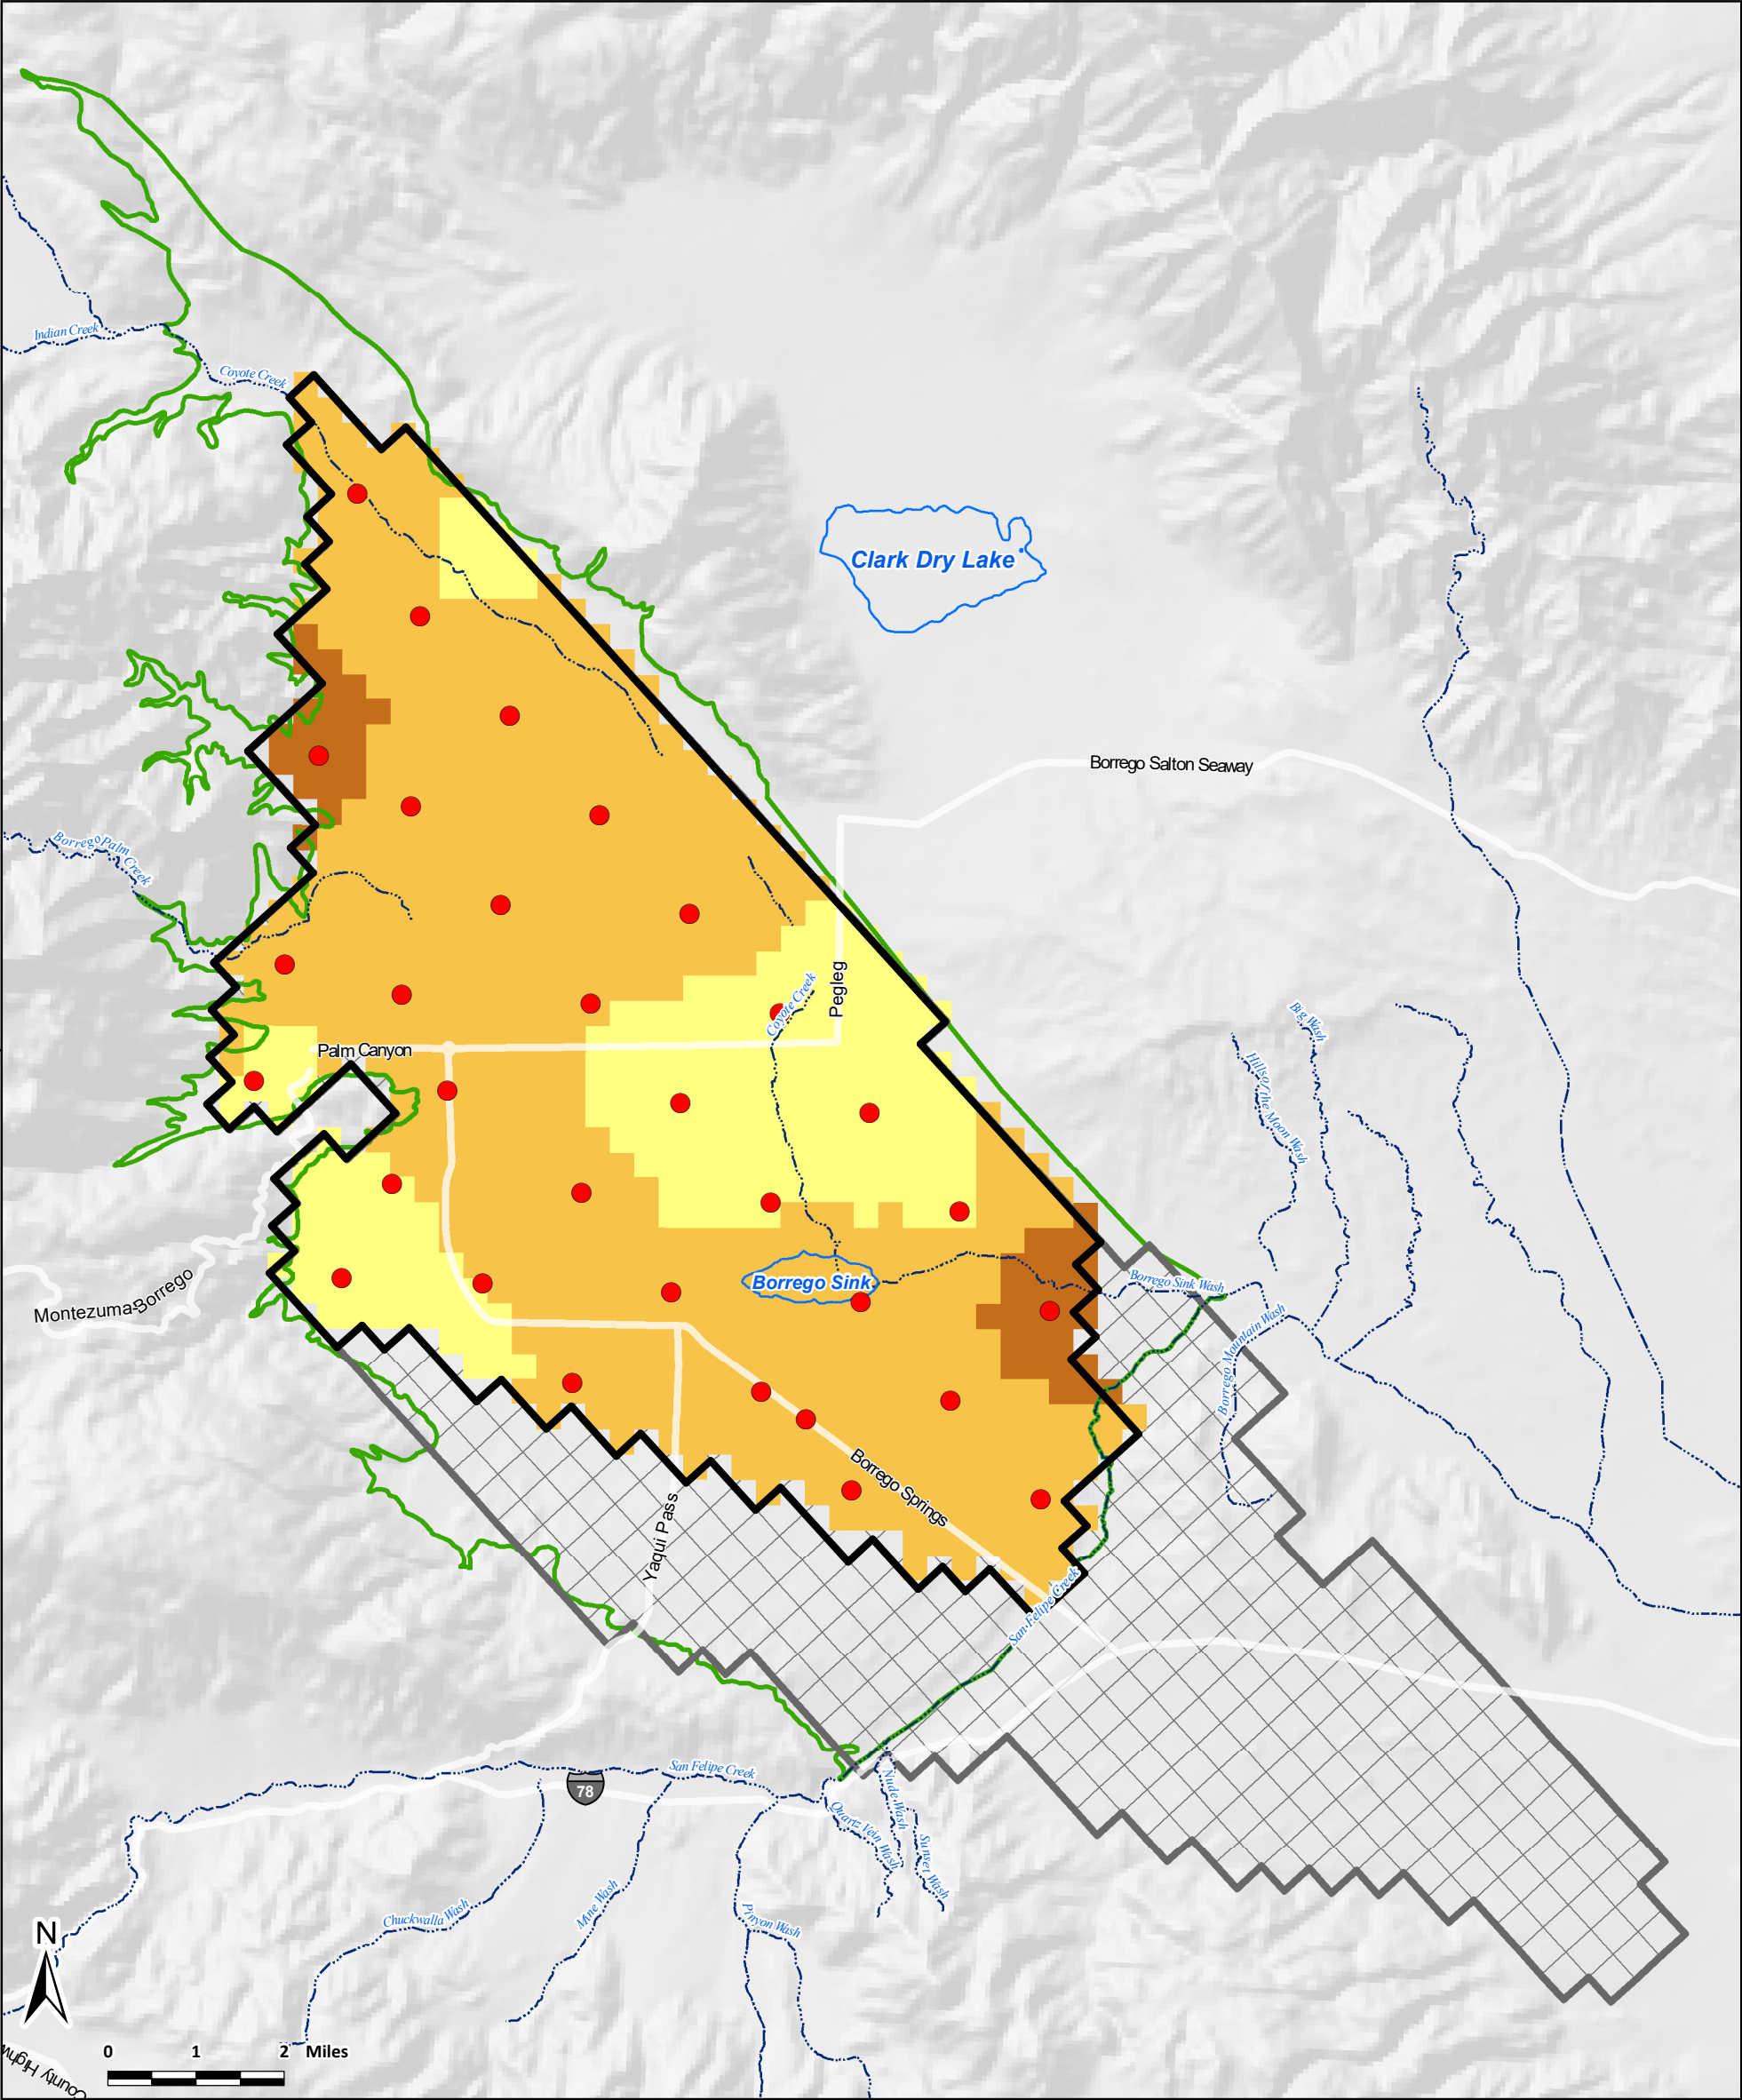 Indian Creek
Coyote Creek
Clark Dry Lake
Borrego Salton Seaway
Borrego Palm Creek
Pegleg
Coyote Creek
Palm Canyon
Big Wash
Hills of the Moon Wash
Borrego Sink
Borrego Sink Wash
Montezuma-Borrego
Borrego Mountain Wash
Borrego Springs
Yaqui Pass
San Felipe Creek
San Felipe Creek
78
Nude Wash
Quartz Vein Wash
Sunset Wash
Chuckwalla Wash
Mine Wash
Pinyon Wash
N
0 1 2 Miles
County Highw